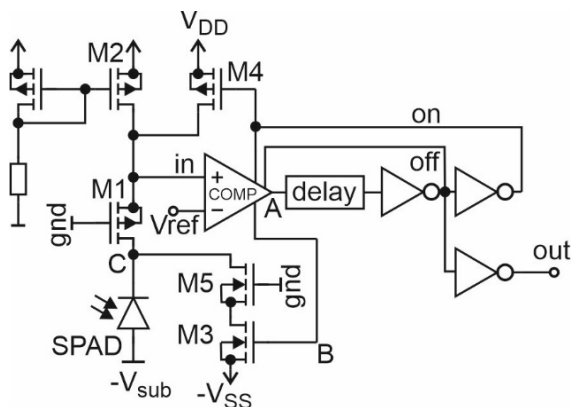 M2
VDD
M4
on
in
off
+
COMP
A
delay
M1
Vref
−
gnd
C
out
M5
gnd
SPAD
M3
B
-Vsub
-VSS